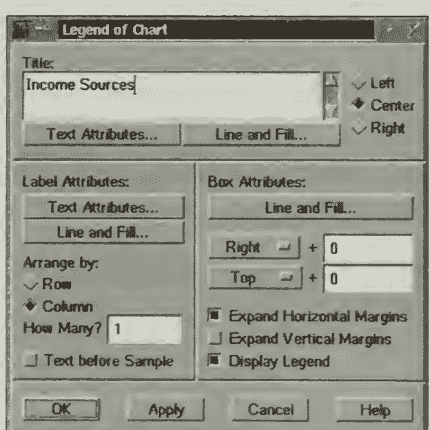 Legend of Chart
Title:
Income Sources
Left
Center
Right
Text Attributes...
Line and Fill...
Label Attributes:
Text Attributes...
Line and Fill...
Arrange by:
Row
Column
How Many? 1
Text before Sample
Box Attributes:
Line and Fill...
Right + 0
Top + 0
Expand Horizontal Margins
Expand Vertical Margins
Display Legend
OK Apply Cancel Help